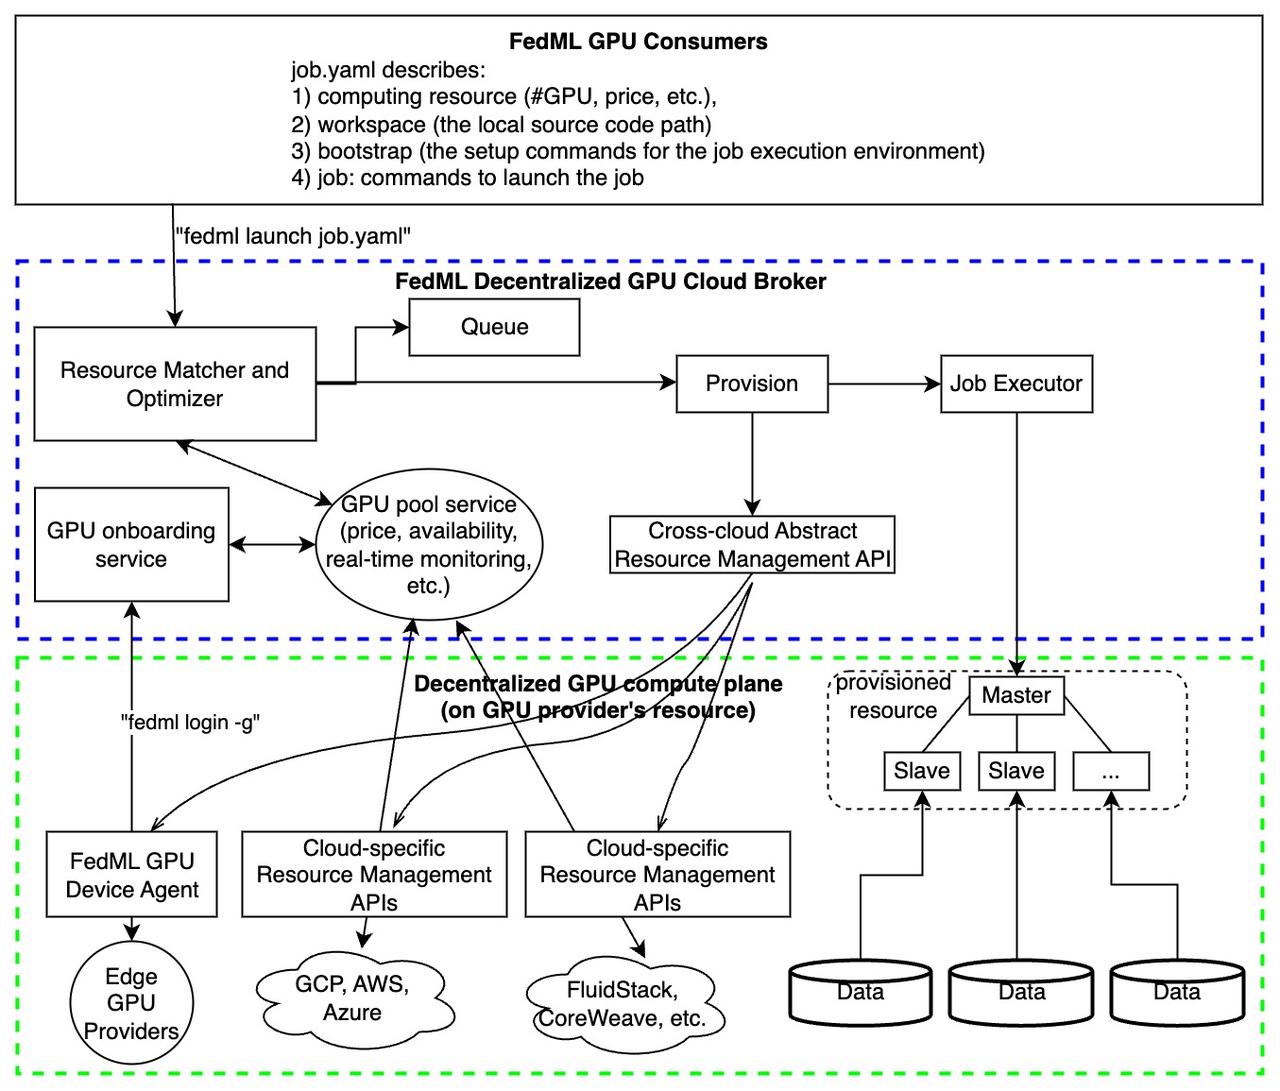 FedML GPU Consumers
job.yaml describes:
1) computing resource (#GPU, price, etc.),
2) workspace (the local source code path)
3) bootstrap (the setup commands for the job execution environment)
4) job: commands to launch the job
"fedml launch job.yaml"
FedML Decentralized GPU Cloud Broker
Queue
Resource Matcher and
Optimizer
Provision
Job Executor
GPU onboarding
service
GPU pool service
(price, availability,
real-time monitoring,
etc.)
Cross-cloud Abstract
Resource Management API
Decentralized GPU compute plane
(on GPU provider's resource)
provisioned
resource
Master
Slave
Slave
...
"fedml login -g"
FedML GPU
Device Agent
Cloud-specific
Resource Management
APIs
Cloud-specific
Resource Management
APIs
Edge
GPU
Providers
GCP, AWS,
Azure
FluidStack,
CoreWeave, etc.
Data
Data
Data